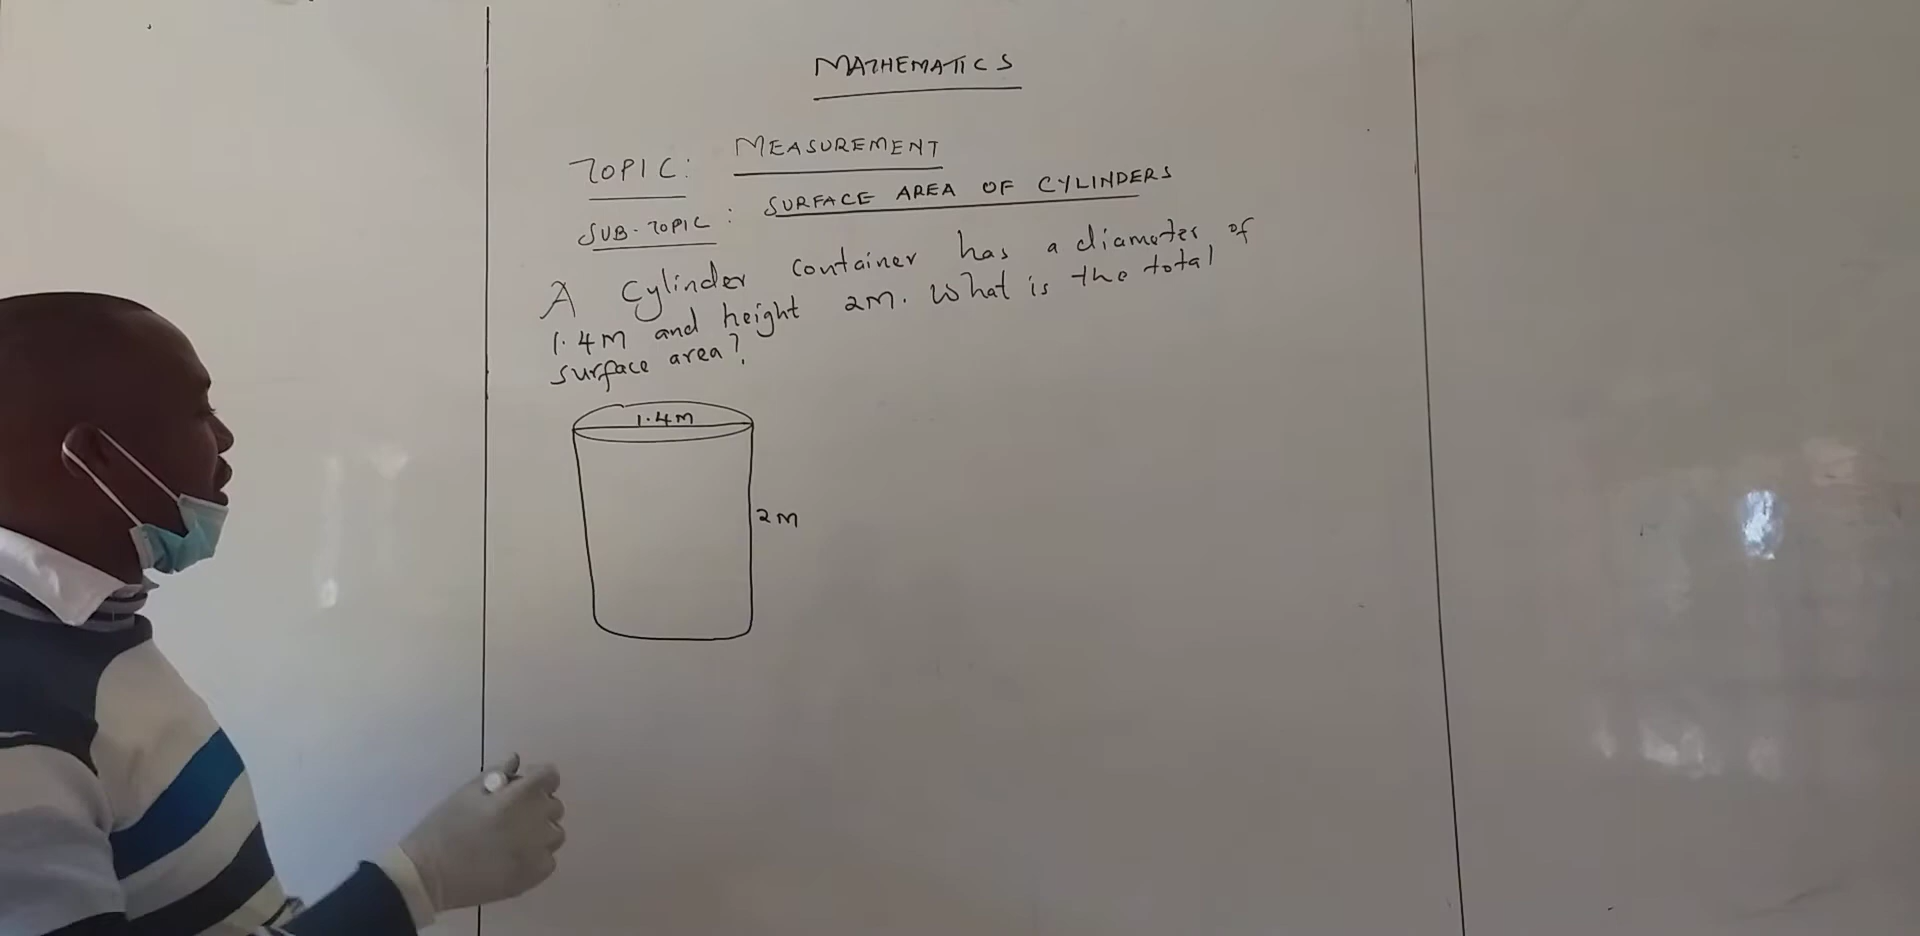 MATHEMATICS
TOPIC: MEASUREMENT
SUB-TOPIC: SURFACE AREA OF CYLINDERS
A Cylinder container has a diameter of
1.4m and height 2m. What is the total
surface area?
1.4m
2m